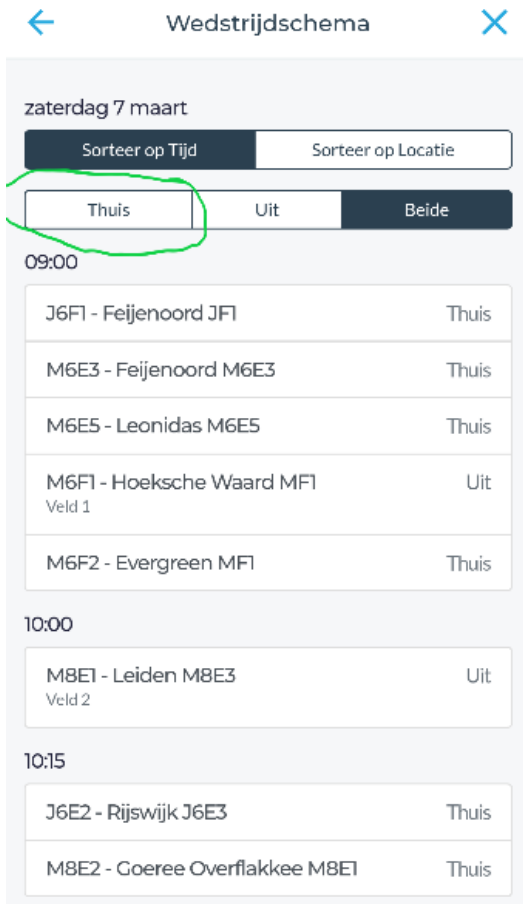 Wedstrijdschema
zaterdag 7 maart
Sorteer op Tijd Sorteer op Locatie
Thuis Uit Beide
09:00
J6F1 - Feijenoord JF1 Thuis
M6E3 - Feijenoord M6E3 Thuis
M6E5 - Leonidas M6E5 Thuis
M6F1 - Hoeksche Waard MF1 Uit
Veld 1
M6F2 - Evergreen MF1 Thuis
10:00
M8E1 - Leiden M8E3 Uit
Veld 2
10:15
J6E2 - Rijswijk J6E3 Thuis
M8E2 - Goeree Overflakkee M8E1 Thuis